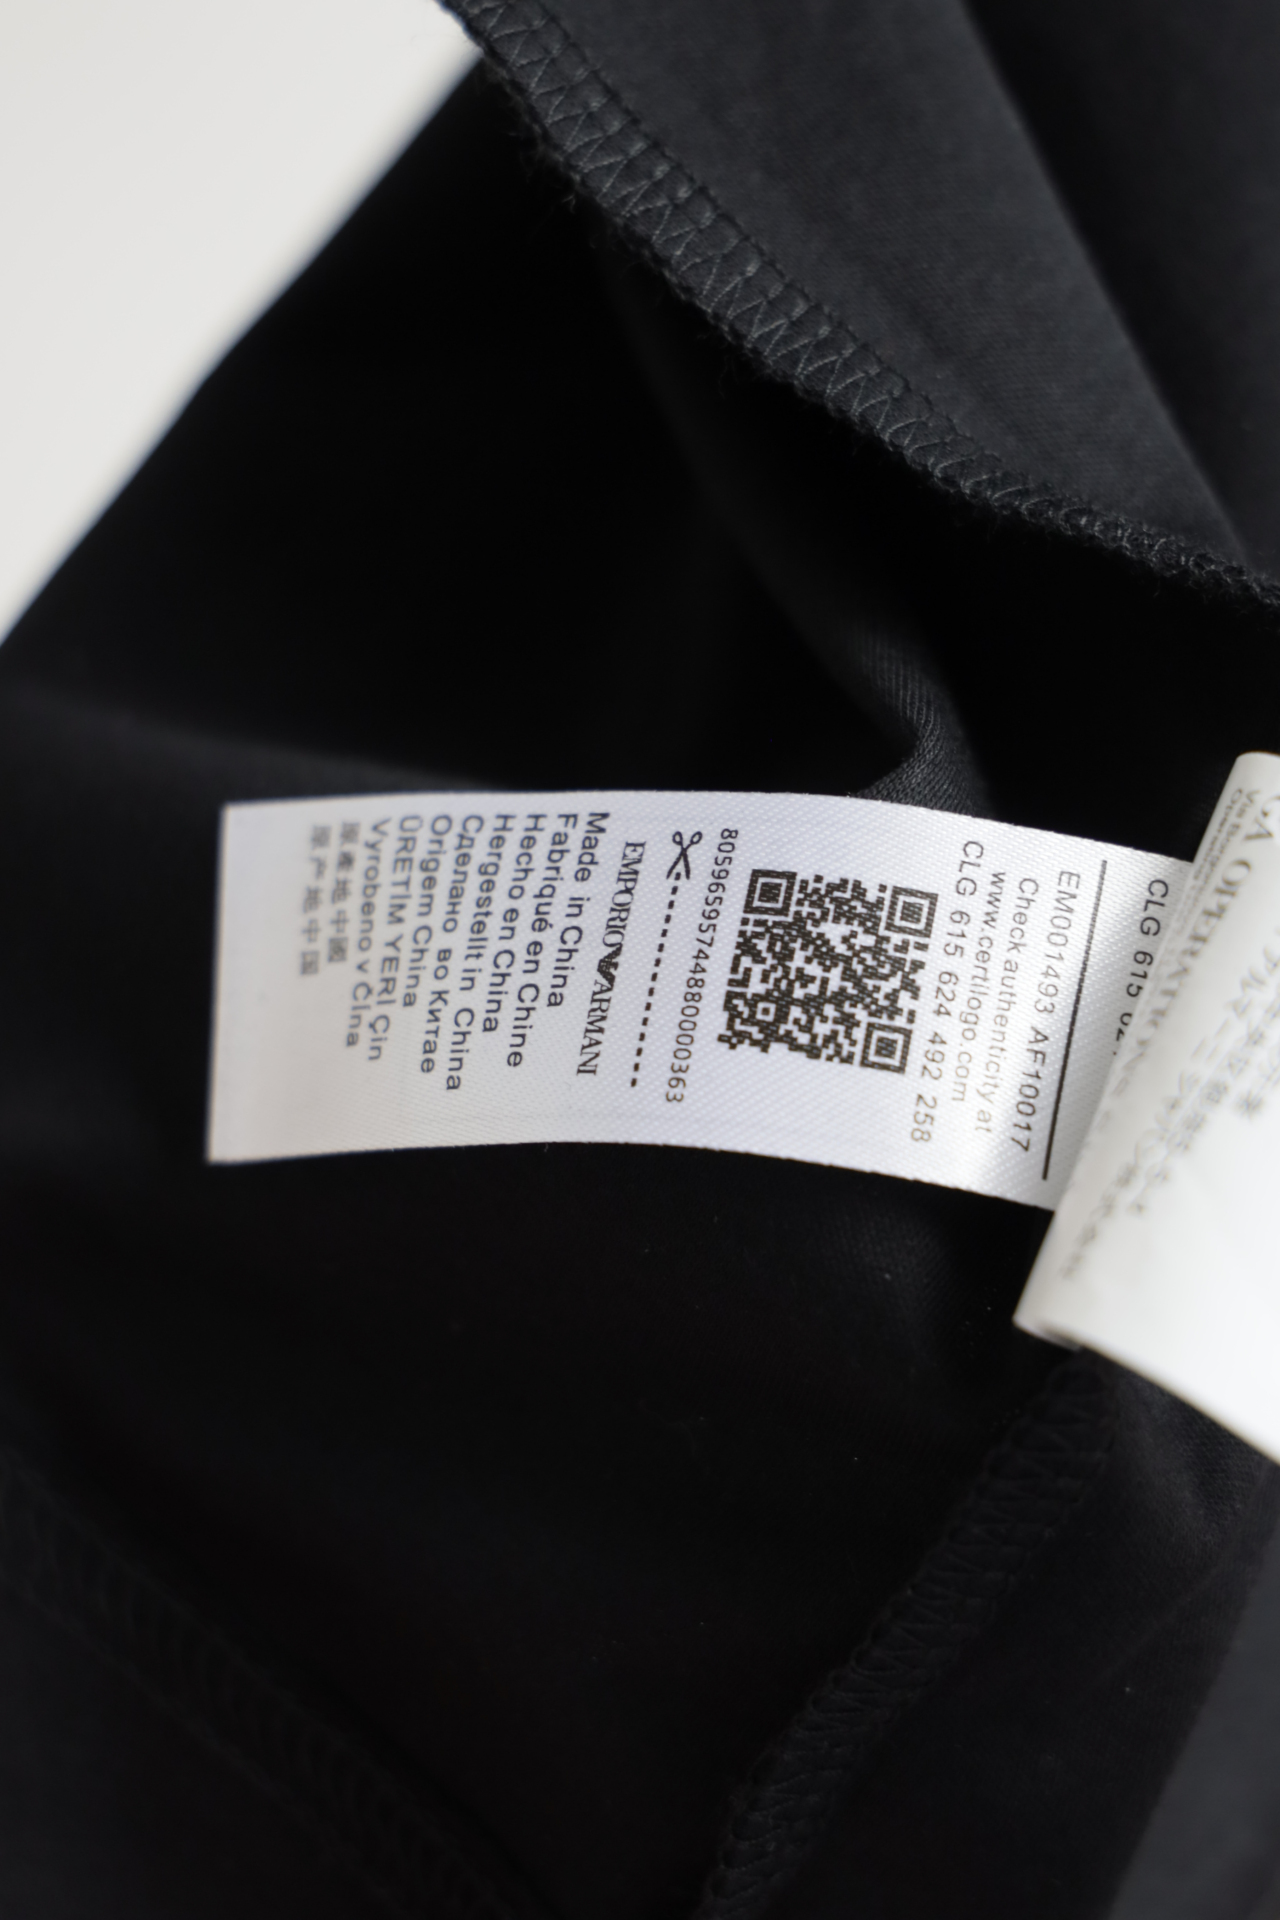 CLG 615
EM001493 AF10017
Check authenticity at
www.certilogo.com
CLG 615 624 492 258
80596595744880000363
EMPORIO ARMANI
Made in China
Fabriqué en Chine
Hecho en China
Hergestellt in China
Сделано во Китае
Origem China
ÜRETİM YERİ Çin
Vyrobeno v Čína
原產地中國
原产地中国